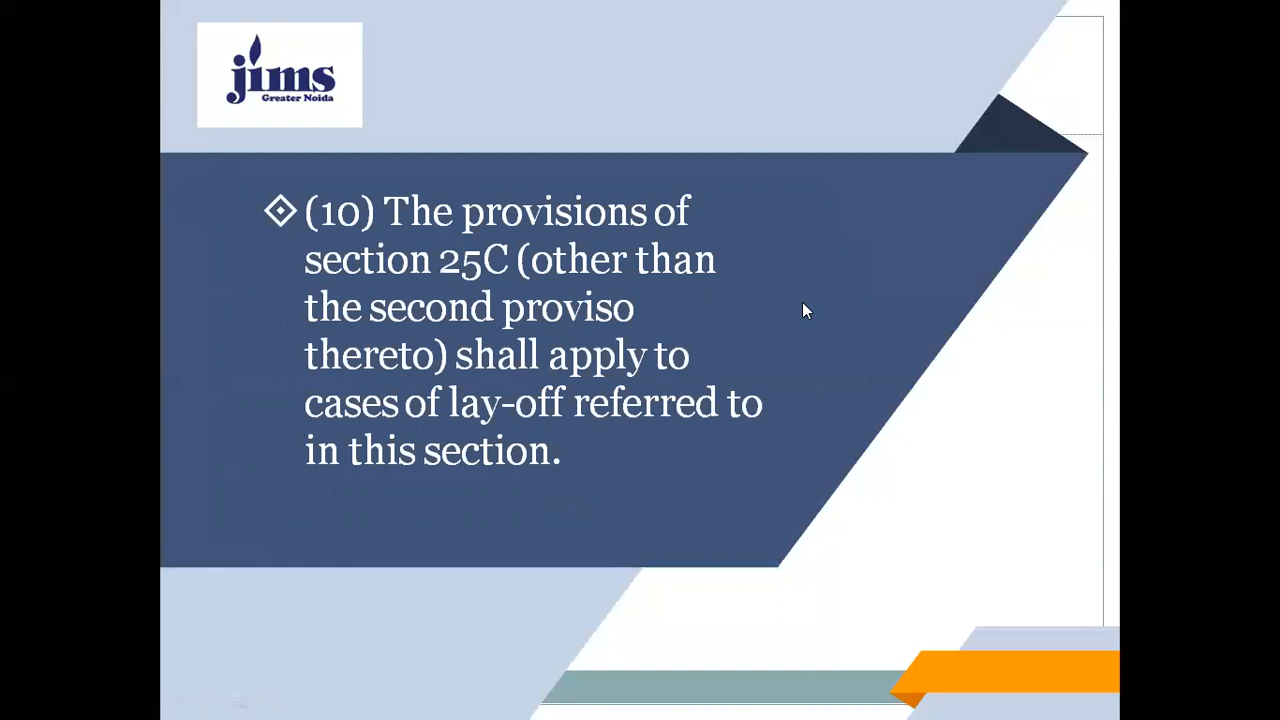 jims
Greater Noida
(10) The provisions of
section 25C (other than
the second proviso
thereto) shall apply to
cases of lay-off referred to
in this section.